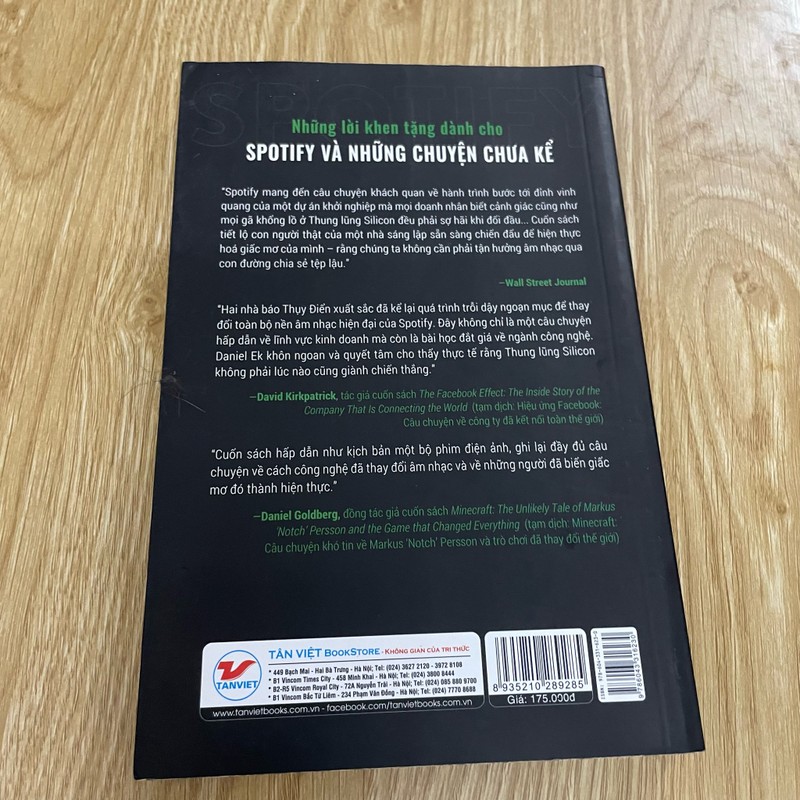 SPOTIFY
Những lời khen tặng dành cho
SPOTIFY VÀ NHỮNG CHUYỆN CHƯA KỂ
“Spotify mang đến câu chuyện khách quan về hành trình bước tới đỉnh vinh
quang của một dự án khởi nghiệp mà mọi doanh nhân biết cảnh giác cũng như
mọi gã khổng lồ ở Thung lũng Silicon đều phải sợ hãi khi đối đầu... Cuốn sách
tiết lộ con người thật của một nhà sáng lập sẵn sàng chiến đấu để hiện thực
hoá giấc mơ của mình – rằng chúng ta không cần phải tận hưởng âm nhạc qua
con đường chia sẻ tệp lậu.”
—Wall Street Journal
“Hai nhà báo Thụy Điển xuất sắc đã kể lại quá trình trỗi dậy ngoạn mục để thay
đổi toàn bộ nền âm nhạc hiện đại của Spotify. Đây không chỉ là một câu chuyện
hấp dẫn về lĩnh vực kinh doanh mà còn là bài học đắt giá về ngành công nghệ.
Daniel Ek khôn ngoan và quyết tâm cho thấy thực tế rằng Thung lũng Silicon
không phải lúc nào cũng giành chiến thắng.”
—David Kirkpatrick, tác giả cuốn sách The Facebook Effect: The Inside Story of the
Company That Is Connecting the World (tạm dịch: Hiệu ứng Facebook:
Câu chuyện về công ty đã kết nối toàn thế giới)
“Cuốn sách hấp dẫn như kịch bản một bộ phim điện ảnh, ghi lại đầy đủ câu
chuyện về cách công nghệ đã thay đổi âm nhạc và về những người đã biến giấc
mơ đó thành hiện thực.”
—Daniel Goldberg, đồng tác giả cuốn sách Minecraft: The Unlikely Tale of Markus
‘Notch’ Persson and the Game that Changed Everything (tạm dịch: Minecraft:
Câu chuyện khó tin về Markus ‘Notch’ Persson và trò chơi đã thay đổi thế giới)
TANVIET
TÂN VIỆT BOOKSTORE - KHÔNG GIAN CỦA TRI THỨC
* 449 Bạch Mai - Hai Bà Trưng - Hà Nội; Tel: (024) 3627 2120 - 3972 8108
* B1 Vincom Times City - 458 Minh Khai - Hà Nội; Tel: (024) 3800 8444
* B2-R5 Vincom Royal City - 72A Nguyễn Trãi - Hà Nội; Tel: (024) 085 880 9700
* B1 Vincom Bắc Từ Liêm - 234 Phạm Văn Đồng - Hà Nội; Tel: (024) 7770 8688
www.tanvietbooks.com.vn - facebook.com/tanvietbooks.com.vn
8 935210 289285
Giá: 175.000đ